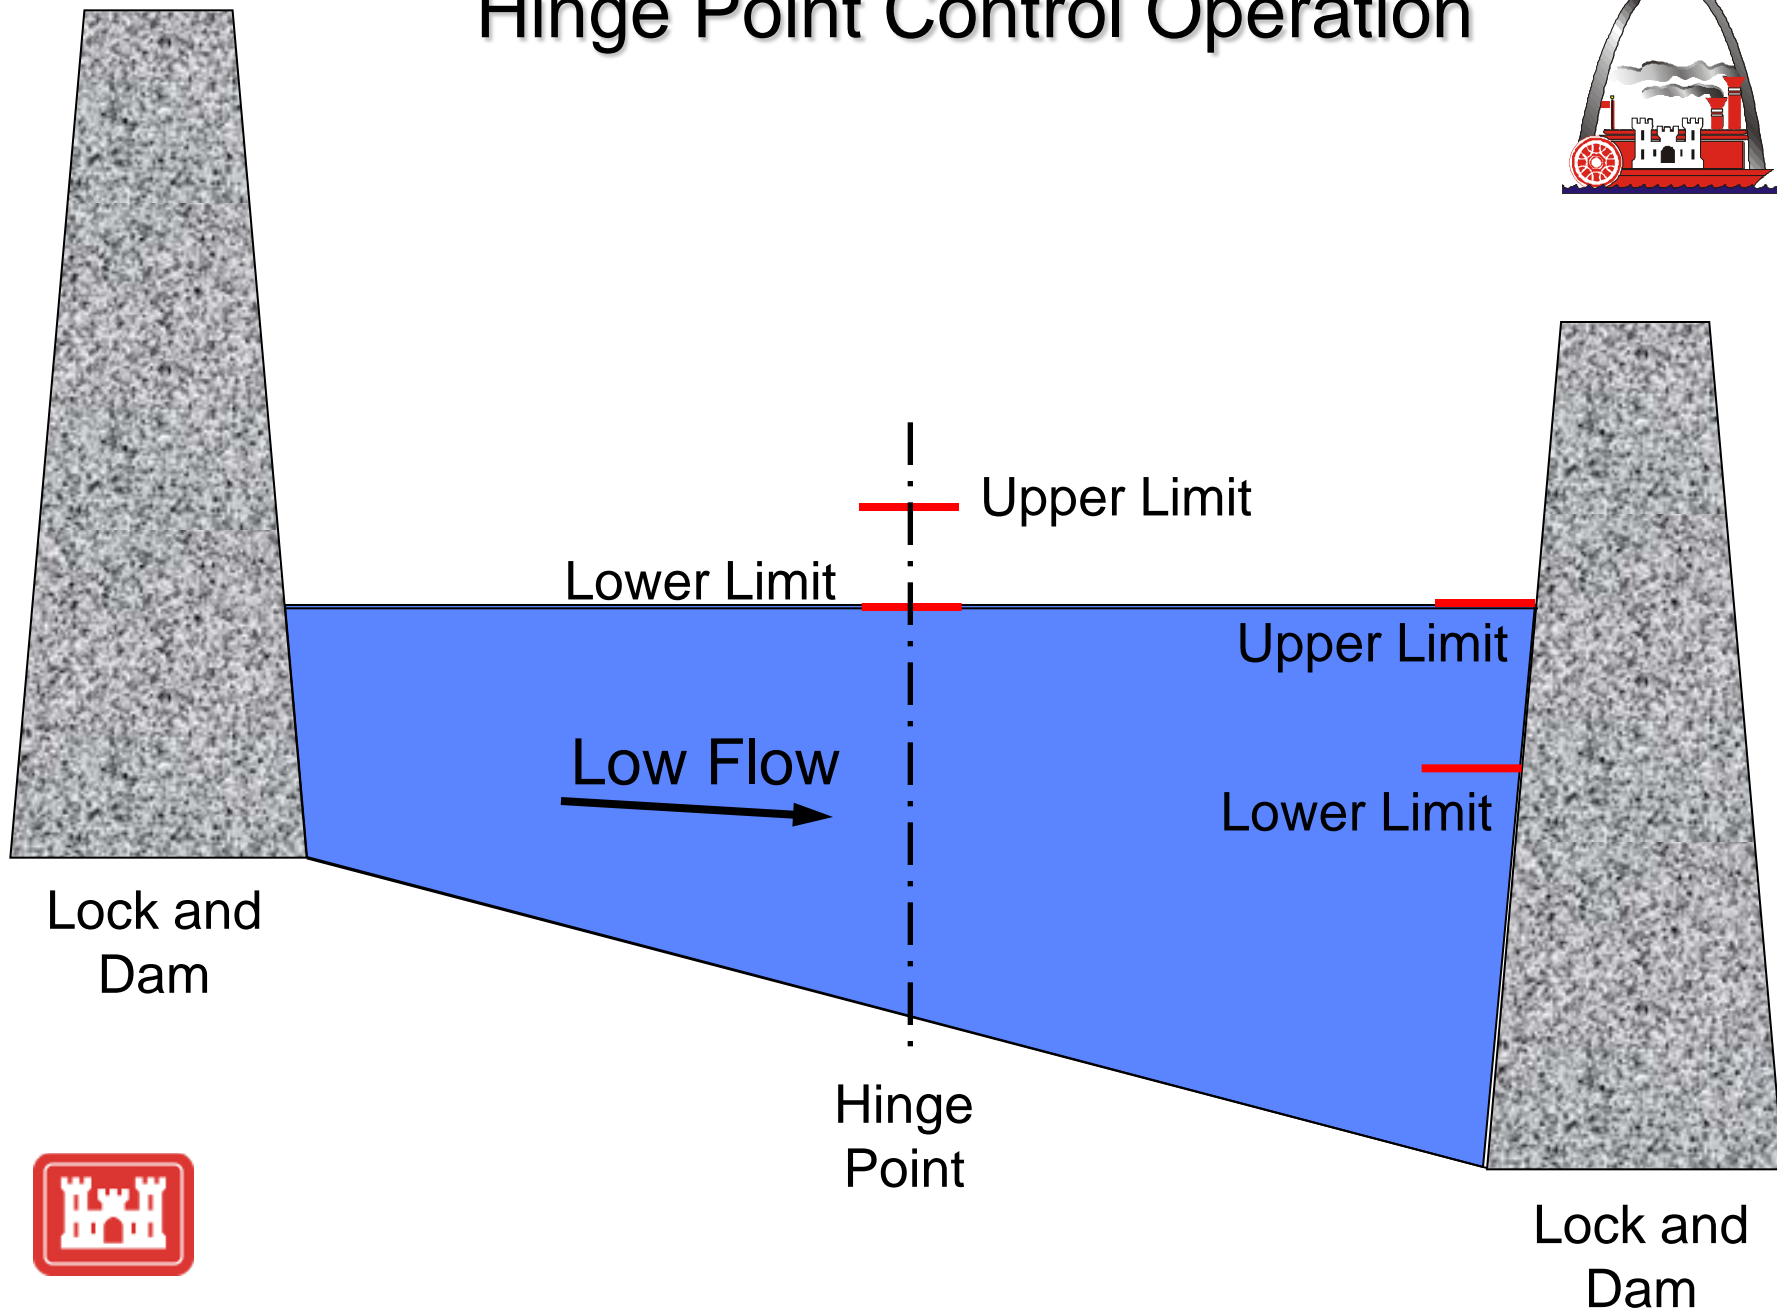 Hinge Point Control Operation
Upper Limit
Lower Limit
Upper Limit
Low Flow
Lower Limit
Lock and
Dam
Hinge
Point
Lock and
Dam